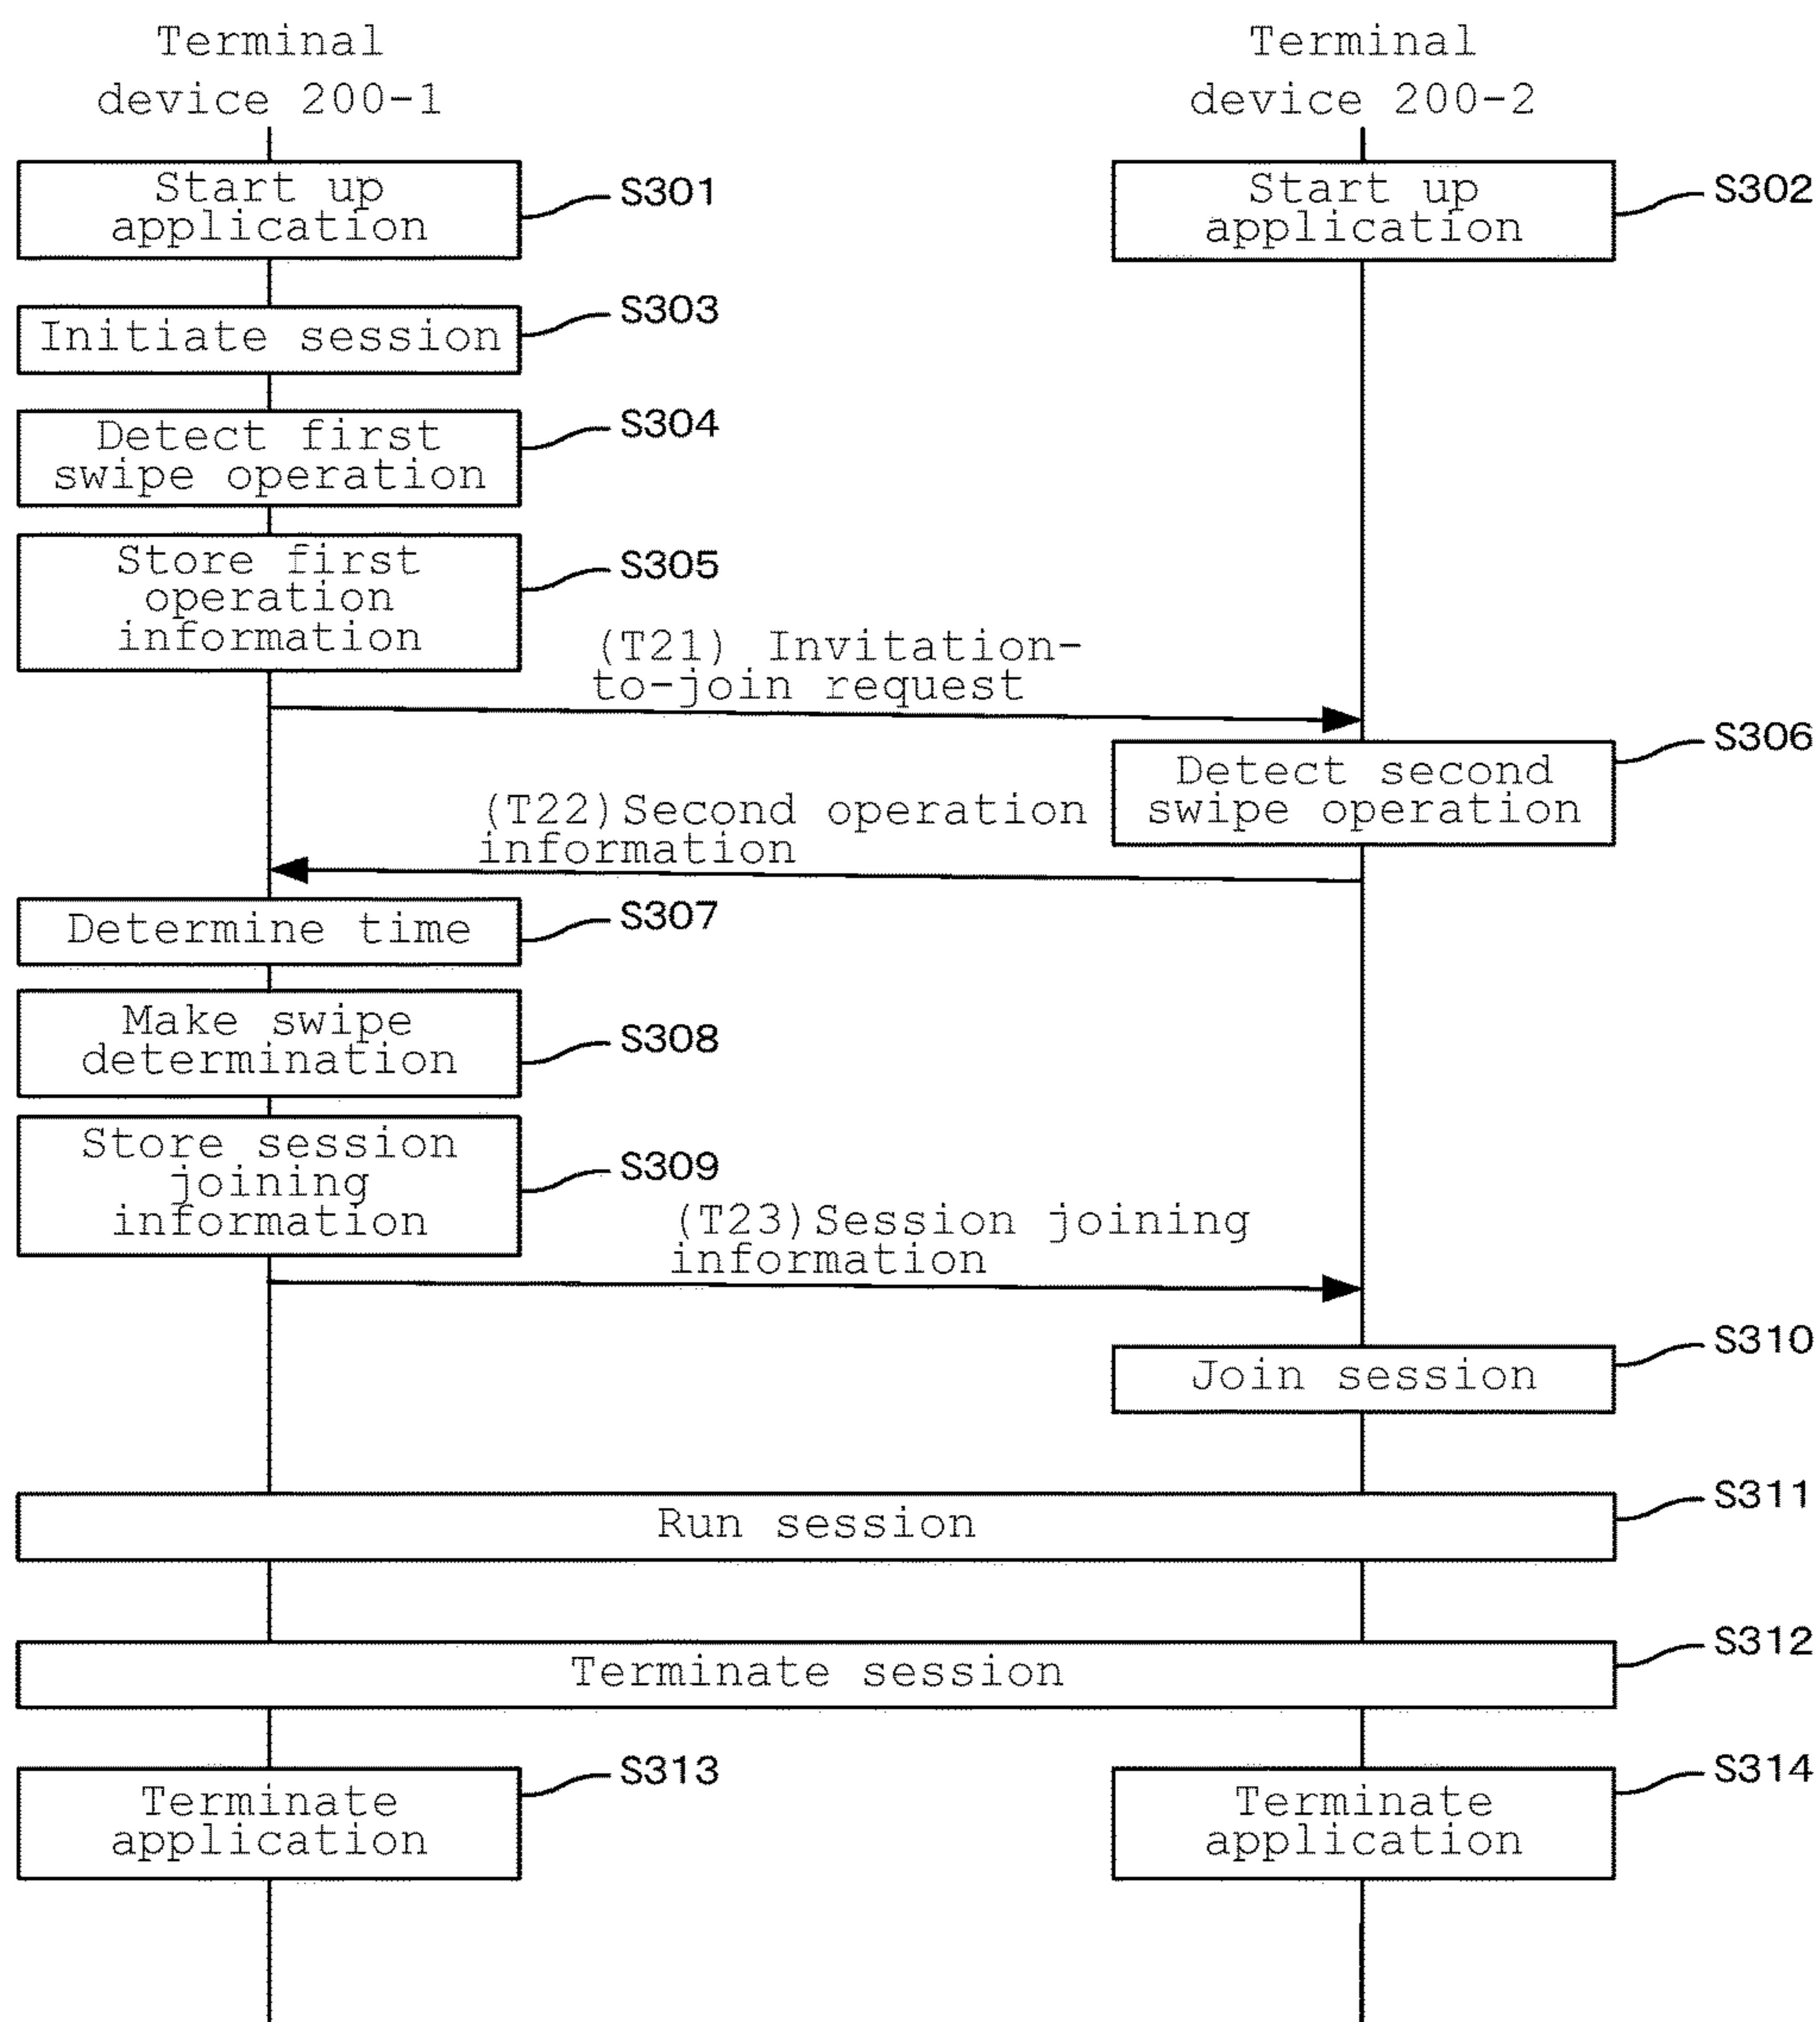 Terminal
device 200-1
Terminal
device 200-2
Start up
application
S301
Start up
application
S302
Initiate session
S303
Detect first
swipe operation
S304
Store first
operation
information
S305
(T21) Invitation-
to-join request
Detect second
swipe operation
S306
(T22)Second operation
information
Determine time
S307
Make swipe
determination
S308
Store session
joining
information
S309
(T23)Session joining
information
Join session
S310
Run session
S311
Terminate session
S312
Terminate
application
S313
Terminate
application
S314